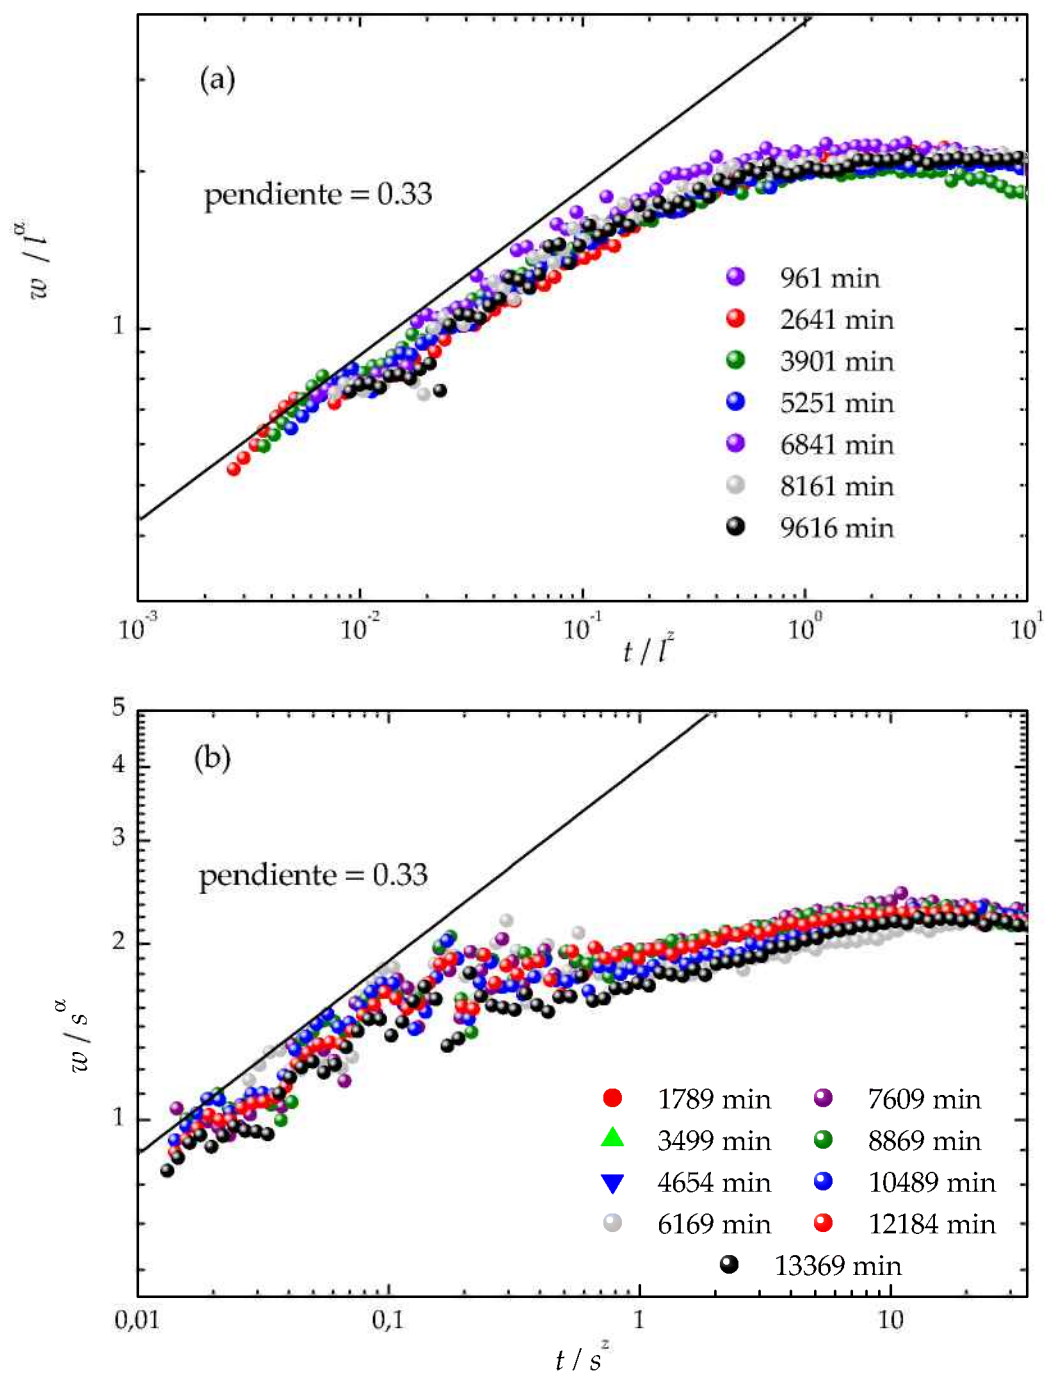 (a)
pendiente = 0.33
w / l^α
1
961 min
2641 min
3901 min
5251 min
6841 min
8161 min
9616 min
10^-3
10^-2
10^-1
10^0
10^1
t / l^z
5
4
3
2
1
(b)
pendiente = 0.33
w / s^α
1789 min
7609 min
3499 min
8869 min
4654 min
10489 min
6169 min
12184 min
13369 min
0,01
0,1
1
10
t / s^z